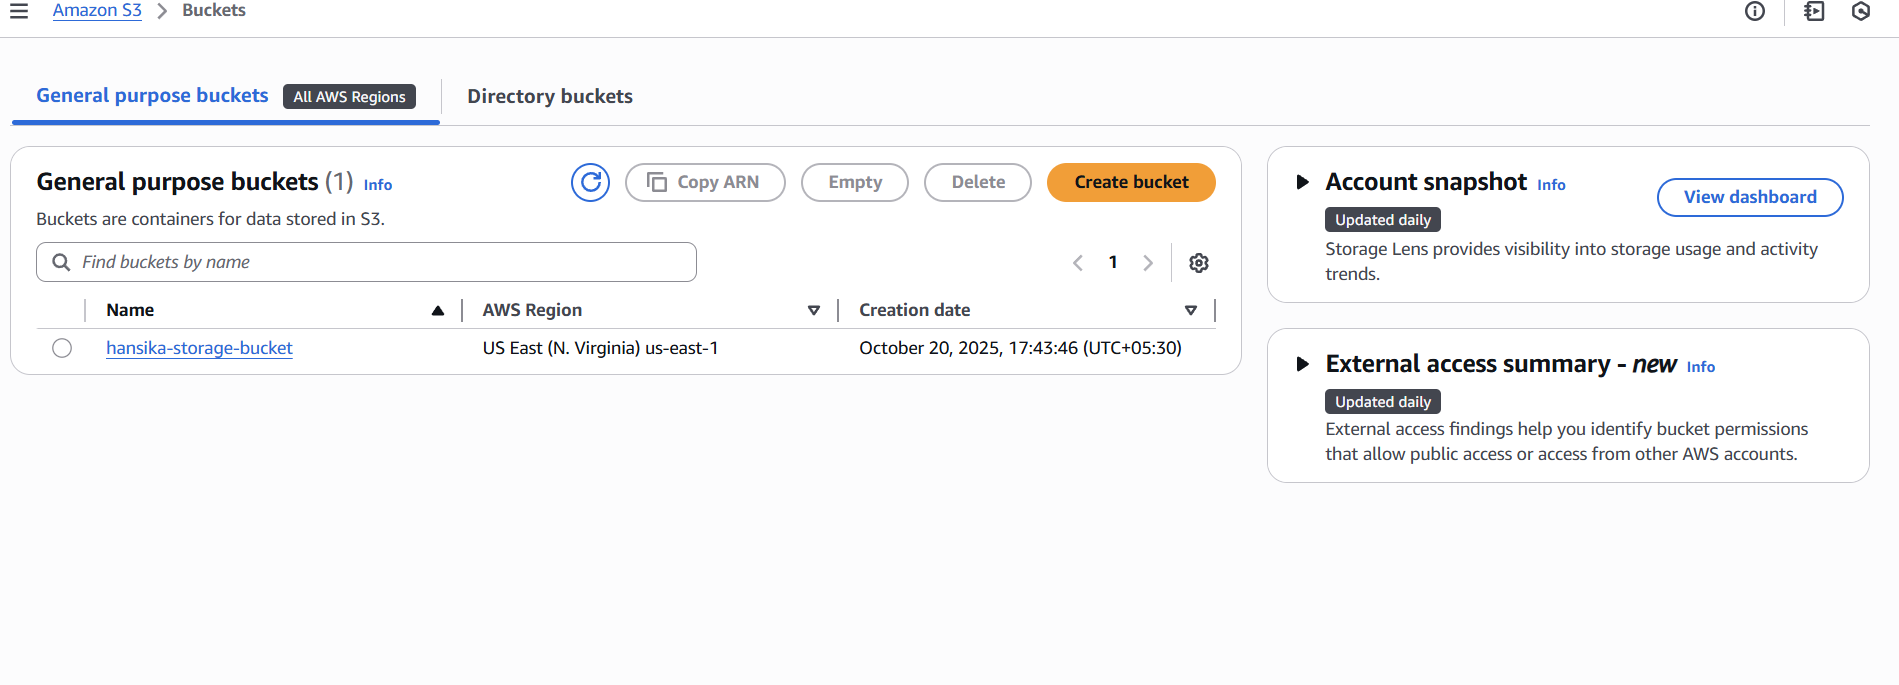 Amazon S3 > Buckets
General purpose buckets All AWS Regions Directory buckets
General purpose buckets (1) Info
Copy ARN Empty Delete Create bucket
Buckets are containers for data stored in S3.
Find buckets by name
1
Name AWS Region Creation date
hansika-storage-bucket US East (N. Virginia) us-east-1 October 20, 2025, 17:43:46 (UTC+05:30)
Account snapshot Info
View dashboard
Updated daily
Storage Lens provides visibility into storage usage and activity
trends.
External access summary - new Info
Updated daily
External access findings help you identify bucket permissions
that allow public access or access from other AWS accounts.